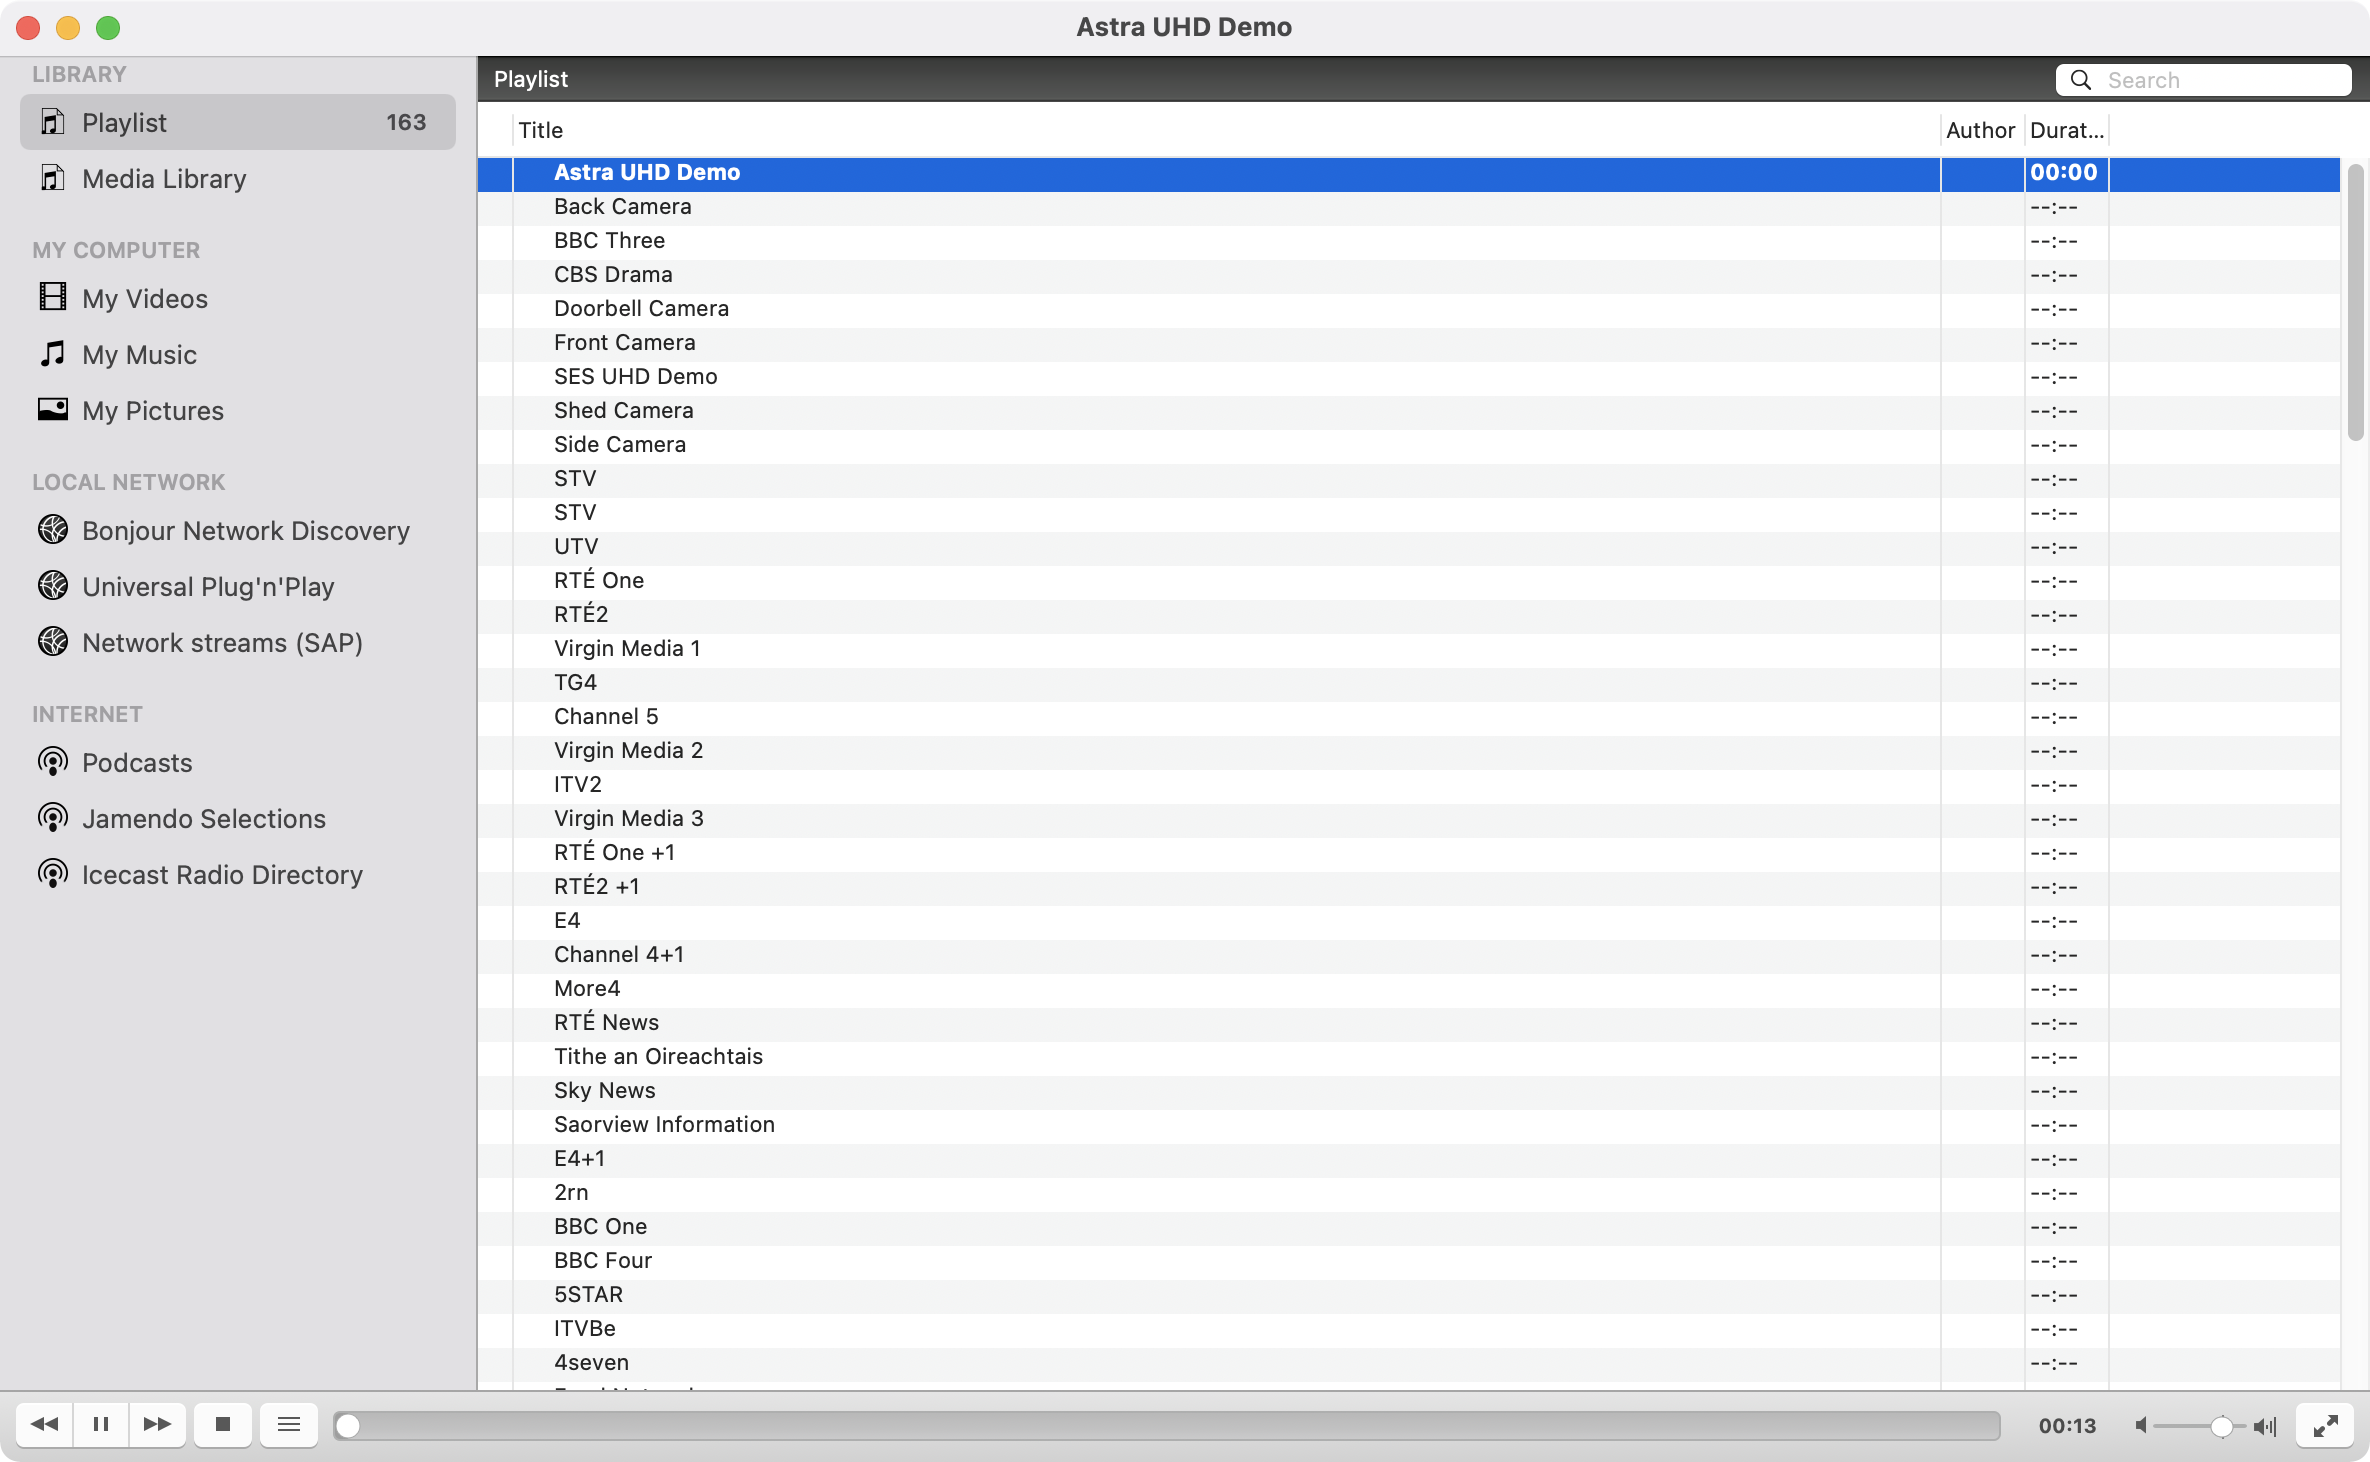 Astra UHD Demo
LIBRARY
Playlist 163
Media Library
MY COMPUTER
My Videos
My Music
My Pictures
LOCAL NETWORK
Bonjour Network Discovery
Universal Plug'n'Play
Network streams (SAP)
INTERNET
Podcasts
Jamendo Selections
Icecast Radio Directory
Playlist Search
Title Author Durat...
Astra UHD Demo 00:00
Back Camera --:--
BBC Three --:--
CBS Drama --:--
Doorbell Camera --:--
Front Camera --:--
SES UHD Demo --:--
Shed Camera --:--
Side Camera --:--
STV --:--
STV --:--
UTV --:--
RTÉ One --:--
RTÉ2 --:--
Virgin Media 1 --:--
TG4 --:--
Channel 5 --:--
Virgin Media 2 --:--
ITV2 --:--
Virgin Media 3 --:--
RTÉ One +1 --:--
RTÉ2 +1 --:--
E4 --:--
Channel 4+1 --:--
More4 --:--
RTÉ News --:--
Tithe an Oireachtais --:--
Sky News --:--
Saorview Information --:--
E4+1 --:--
2rn --:--
BBC One --:--
BBC Four --:--
5STAR --:--
ITVBe --:--
4seven --:--
00:13